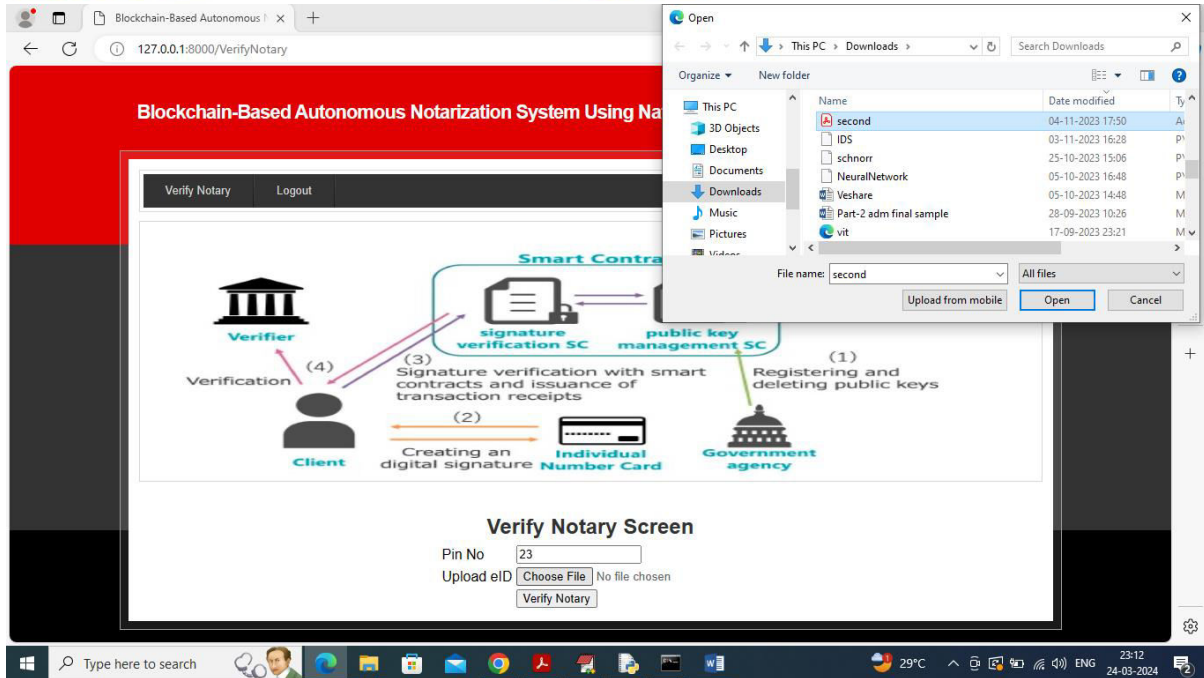 Blockchain-Based Autonomous N
127.0.0.1:8000/VerifyNotary
Blockchain-Based Autonomous Notarization System Using Na
Verify Notary Logout
Smart Contra
signature verification SC
public key management SC
Verifier
(4)
Verification
(3)
Signature verification with smart
contracts and issuance of
transaction receipts
(1)
Registering and
deleting public keys
(2)
Creating an
digital signature
Client
Individual
Number Card
Government
agency
Verify Notary Screen
Pin No 23
Upload eID Choose File No file chosen
Verify Notary
Open
This PC > Downloads >
Search Downloads
Organize New folder
This PC
3D Objects
Desktop
Documents
Downloads
Music
Pictures
Videos
Name Date modified Ty
second 04-11-2023 17:50 A
IDS 03-11-2023 16:28 PY
schnorr 25-10-2023 15:06 PY
NeuralNetwork 05-10-2023 16:48 PY
Veshare 05-10-2023 14:48 M
Part-2 adm final sample 28-09-2023 10:26 M
vit 17-09-2023 23:21 M
File name: second All files
Upload from mobile Open Cancel
Type here to search
29°C ENG 23:12
24-03-2024
2